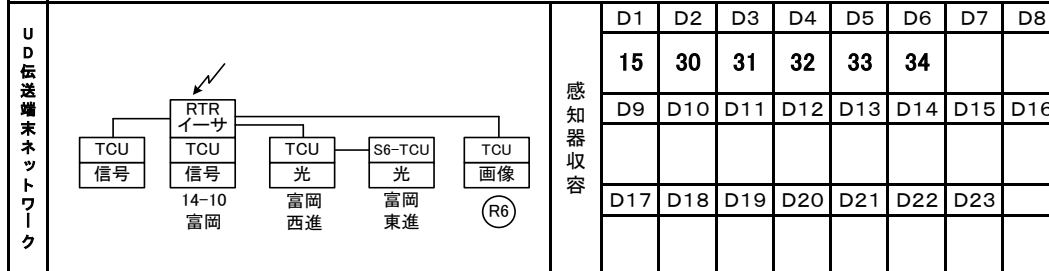 UD伝送端末ネットワーク
RTR
イーサ
TCU TCU TCU S6-TCU TCU
信号 信号 光 光 画像
14-10 富岡 富岡 R6
富岡 西進 東進
感知器収容
D1 D2 D3 D4 D5 D6 D7 D8
15 30 31 32 33 34
D9 D10 D11 D12 D13 D14 D15 D16
D17 D18 D19 D20 D21 D22 D23